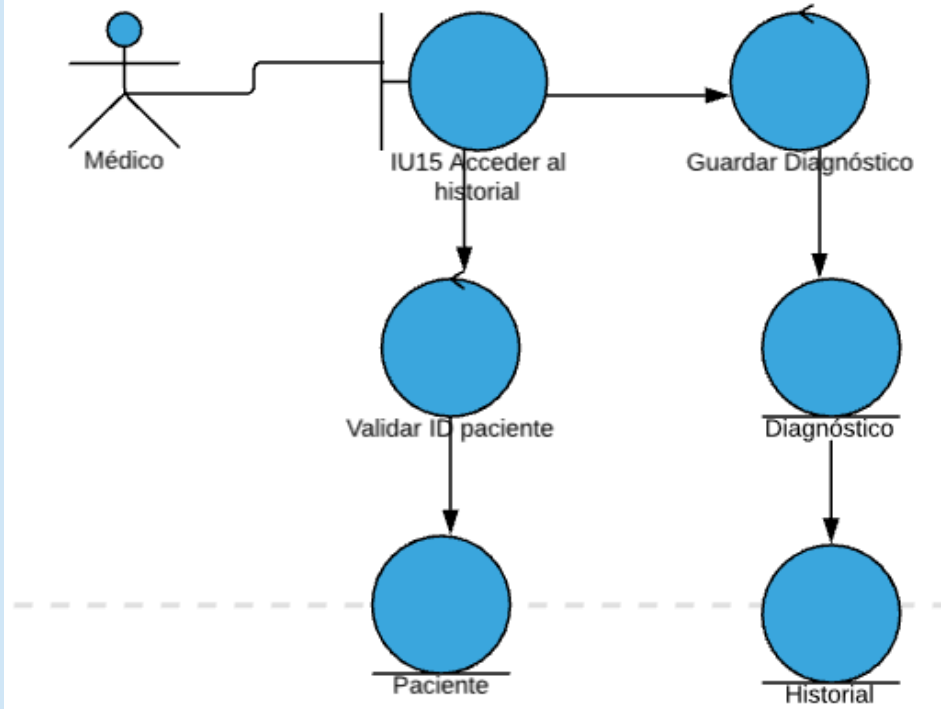 Médico
IU15 Acceder al
historial
Guardar Diagnóstico
Validar ID paciente
Diagnóstico
Paciente
Historial